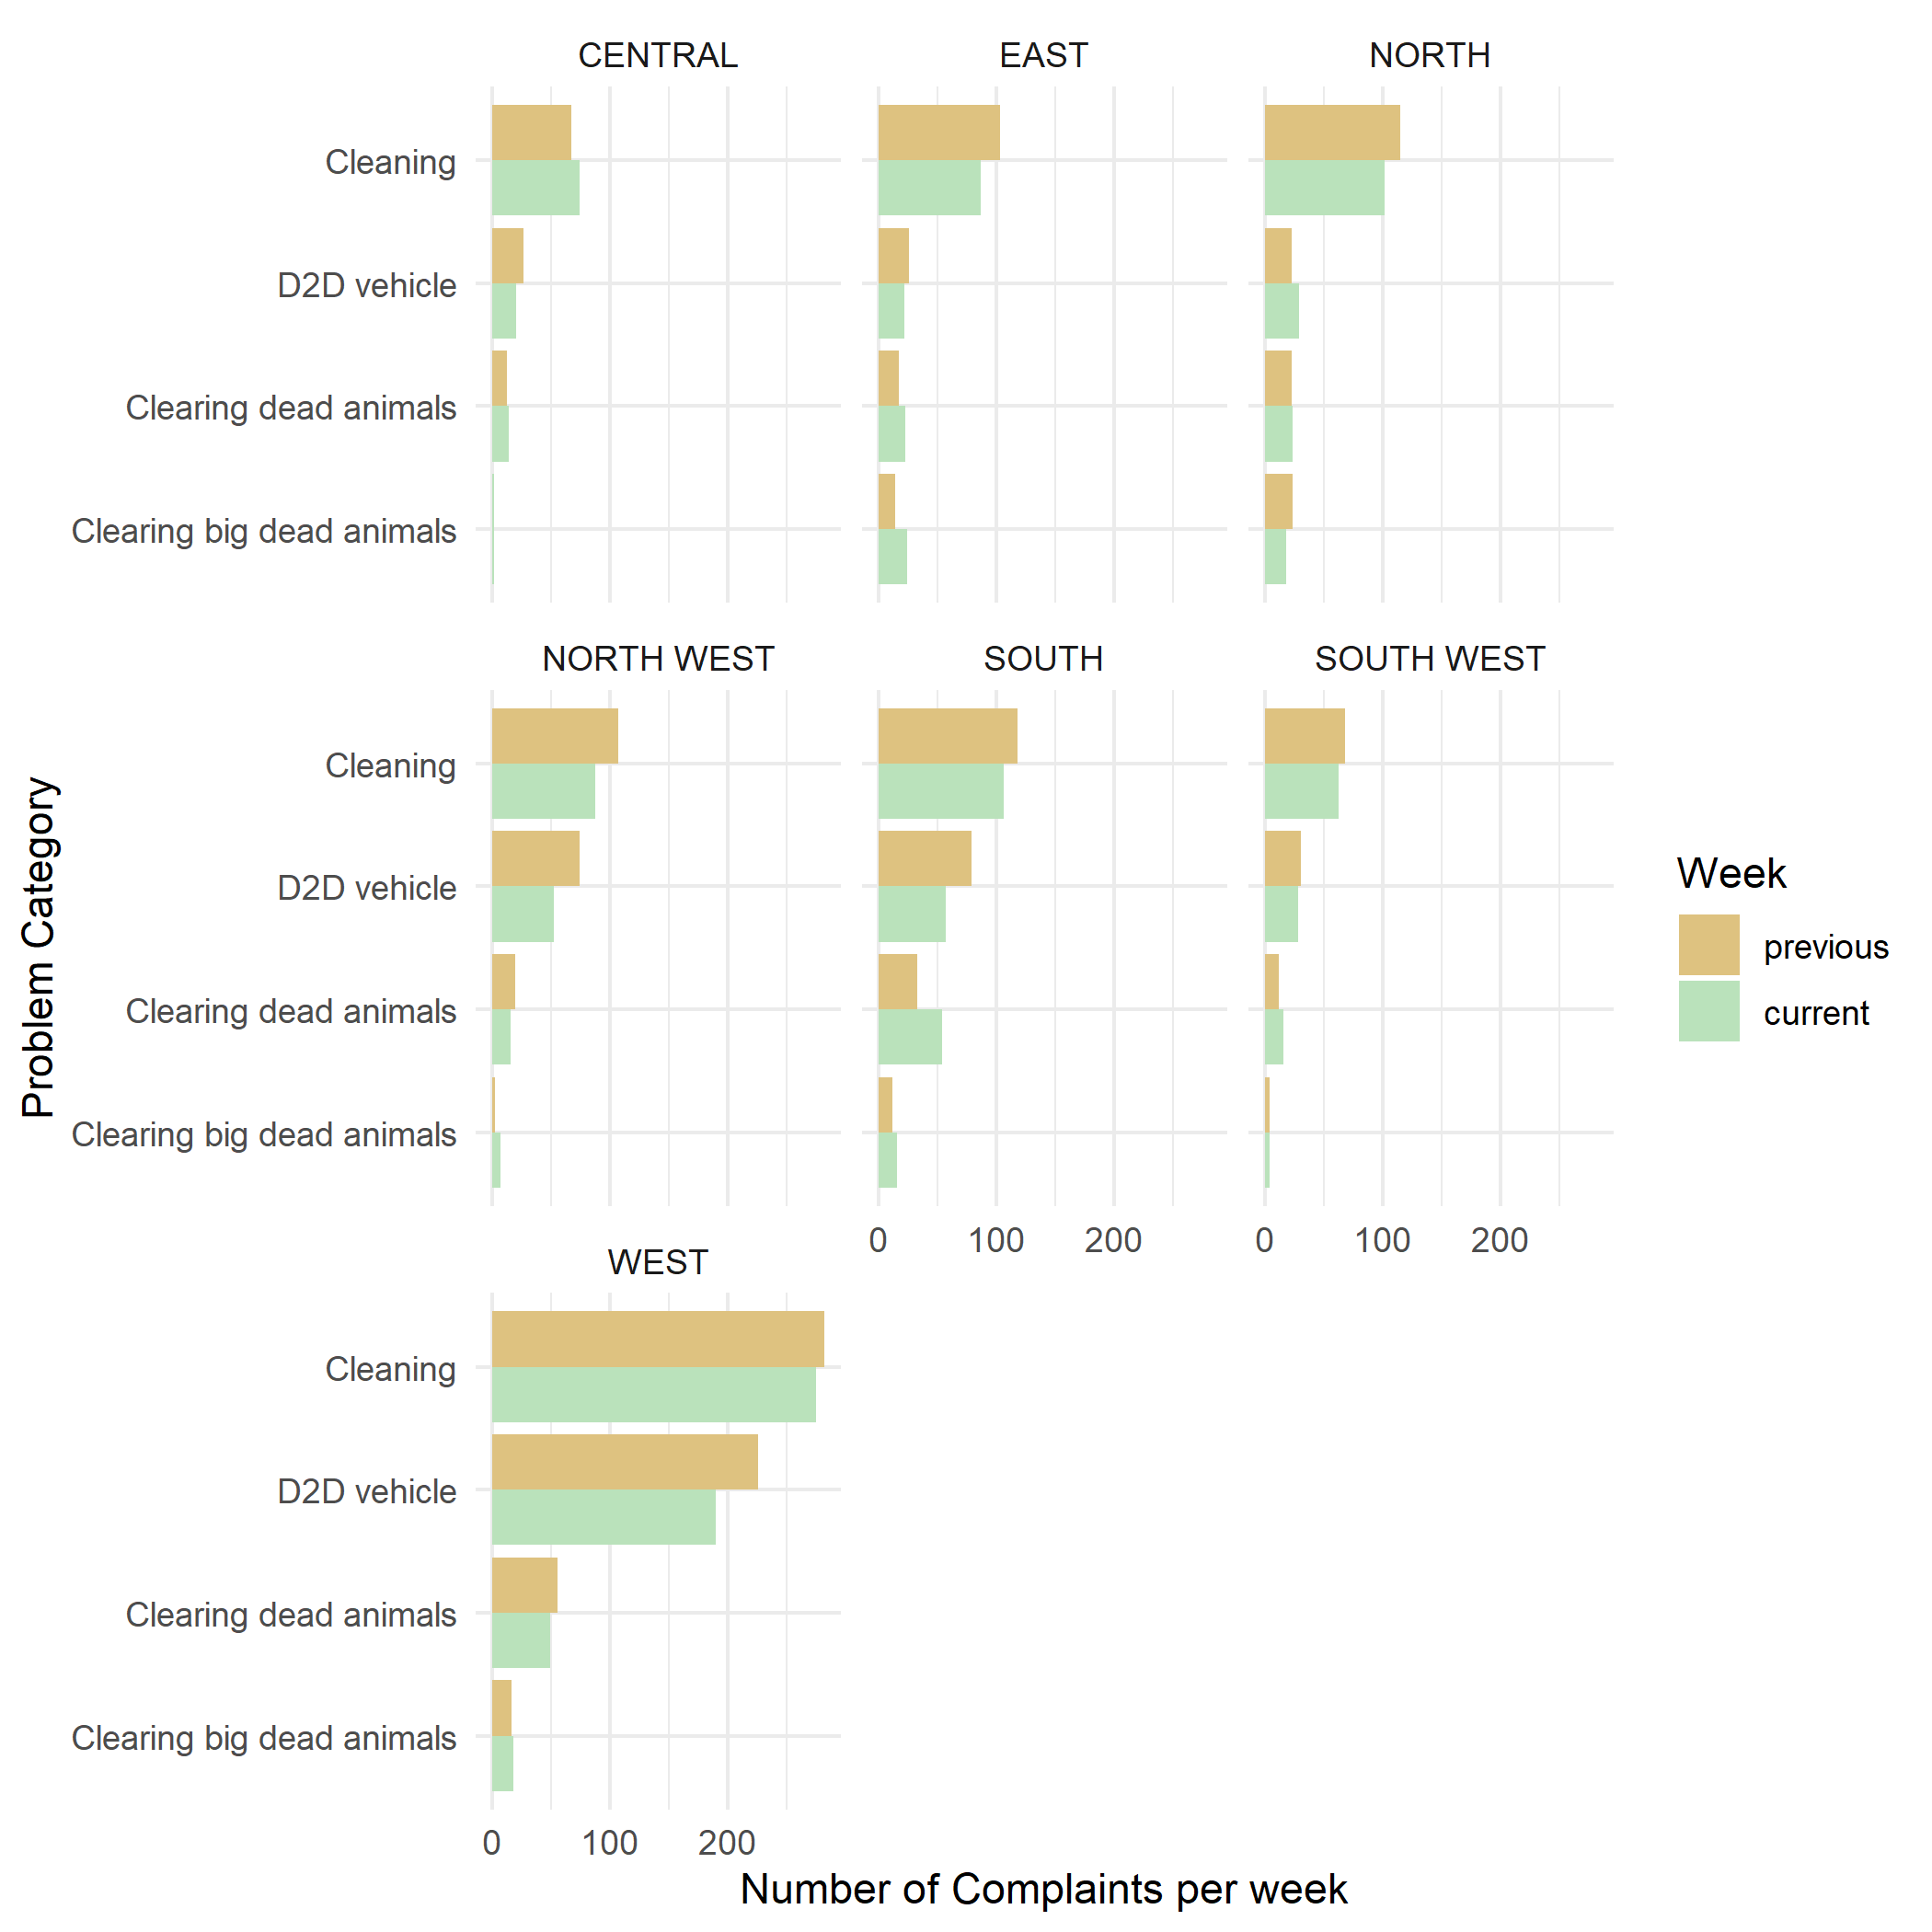 CENTRAL EAST NORTH
Cleaning
D2D vehicle
Clearing dead animals
Clearing big dead animals
NORTH WEST SOUTH SOUTH WEST
Cleaning
D2D vehicle
Clearing dead animals
Clearing big dead animals
0 100 200 0 100 200
WEST
Cleaning
D2D vehicle
Clearing dead animals
Clearing big dead animals
0 100 200
Number of Complaints per week
Problem Category
Week
previous
current